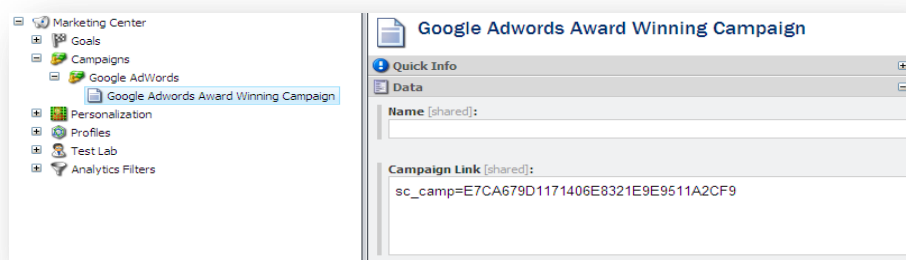 Marketing Center
Goals
Campaigns
Google AdWords
Google Adwords Award Winning Campaign
Personalization
Profiles
Test Lab
Analytics Filters
Google Adwords Award Winning Campaign
Quick Info
Data
Name [shared]:
Campaign Link [shared]:
sc_camp=E7CA679D1171406E8321E9E9511A2CF9